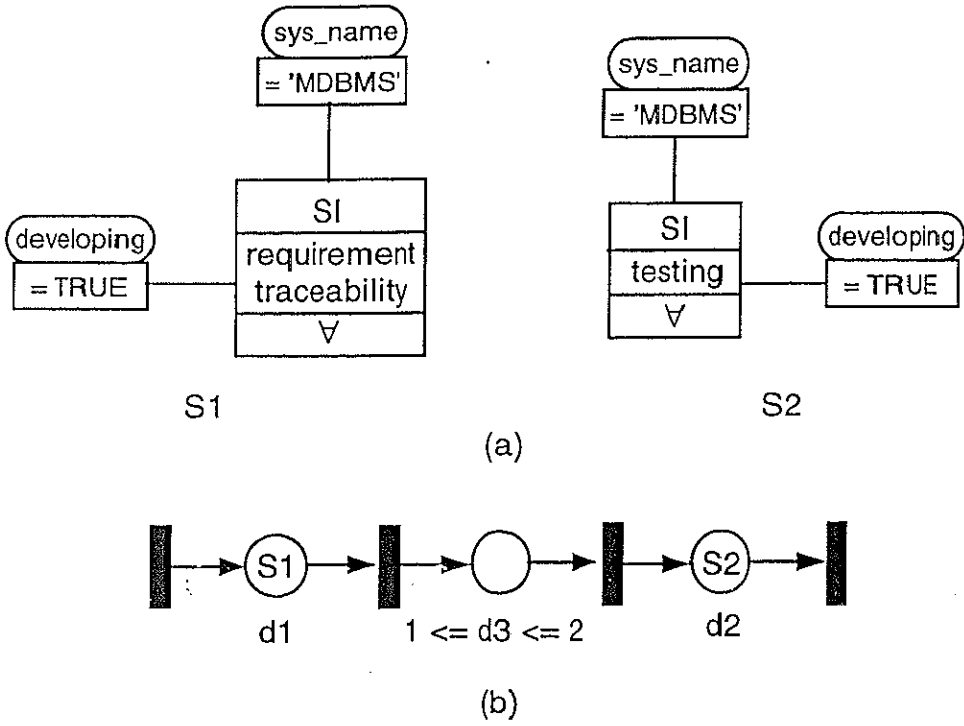 sys_name
= 'MDBMS'
SI
requirement
traceability
∀
developing
= TRUE
S1
sys_name
= 'MDBMS'
SI
testing
∀
developing
= TRUE
S2
(a)
S1
S2
d1
1 <= d3 <= 2
d2
(b)